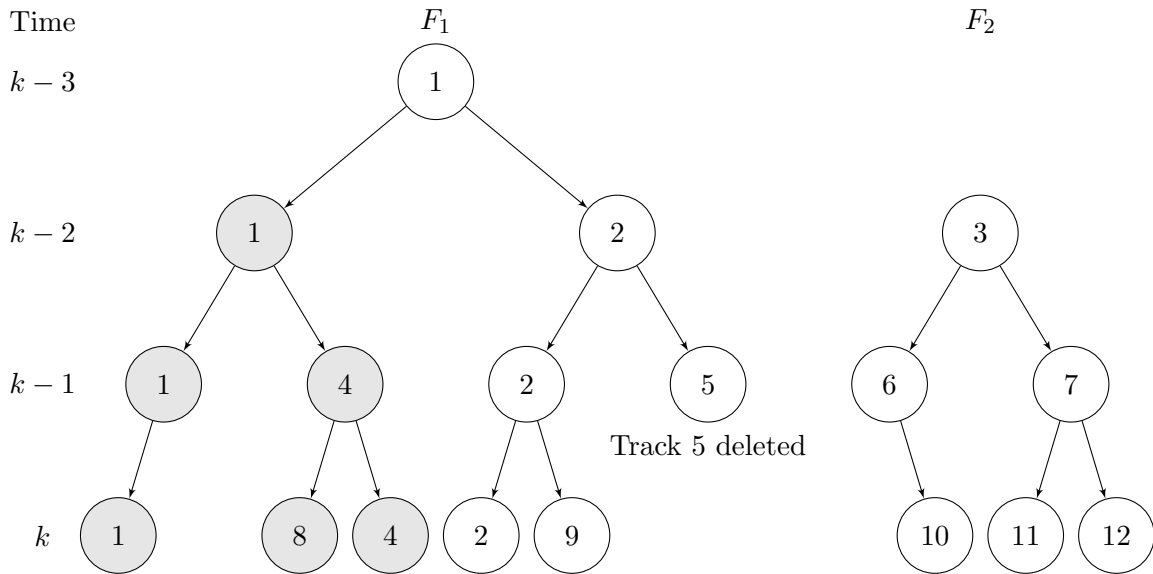 Time F₁ F₂
k − 3 1
k − 2 1 2 3
k − 1 1 4 2 5 6 7
Track 5 deleted
k 1 8 4 2 9 10 11 12